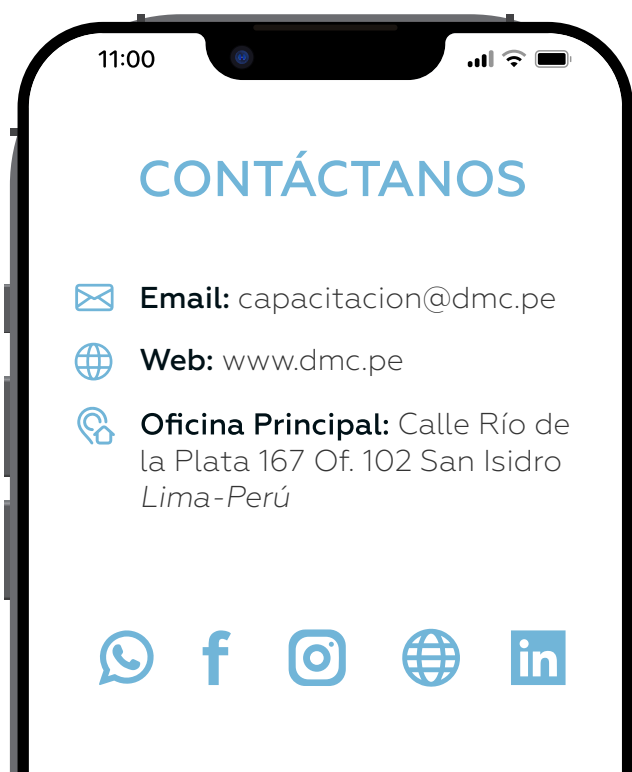 11:00
CONTÁCTANOS
Email: capacitacion@dmc.pe
Web: www.dmc.pe
Oficina Principal: Calle Río de
la Plata 167 Of. 102 San Isidro
Lima-Perú
f
in